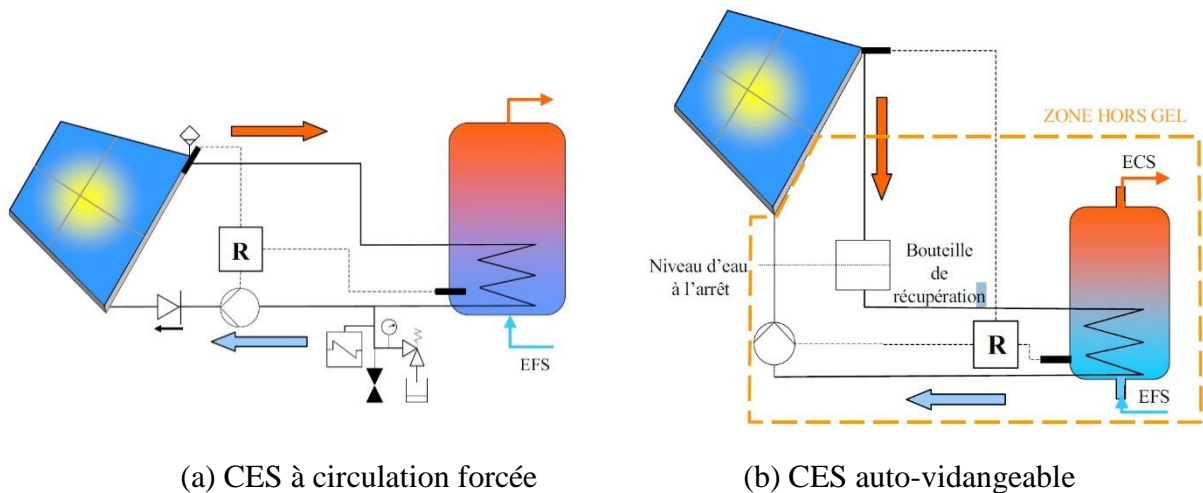 R
EFS
ZONE HORS GEL
ECS
Niveau d'eau
à l'arrêt
Bouteille
de
récupération
R
EFS
(a) CES à circulation forcée
(b) CES auto-vidangeable